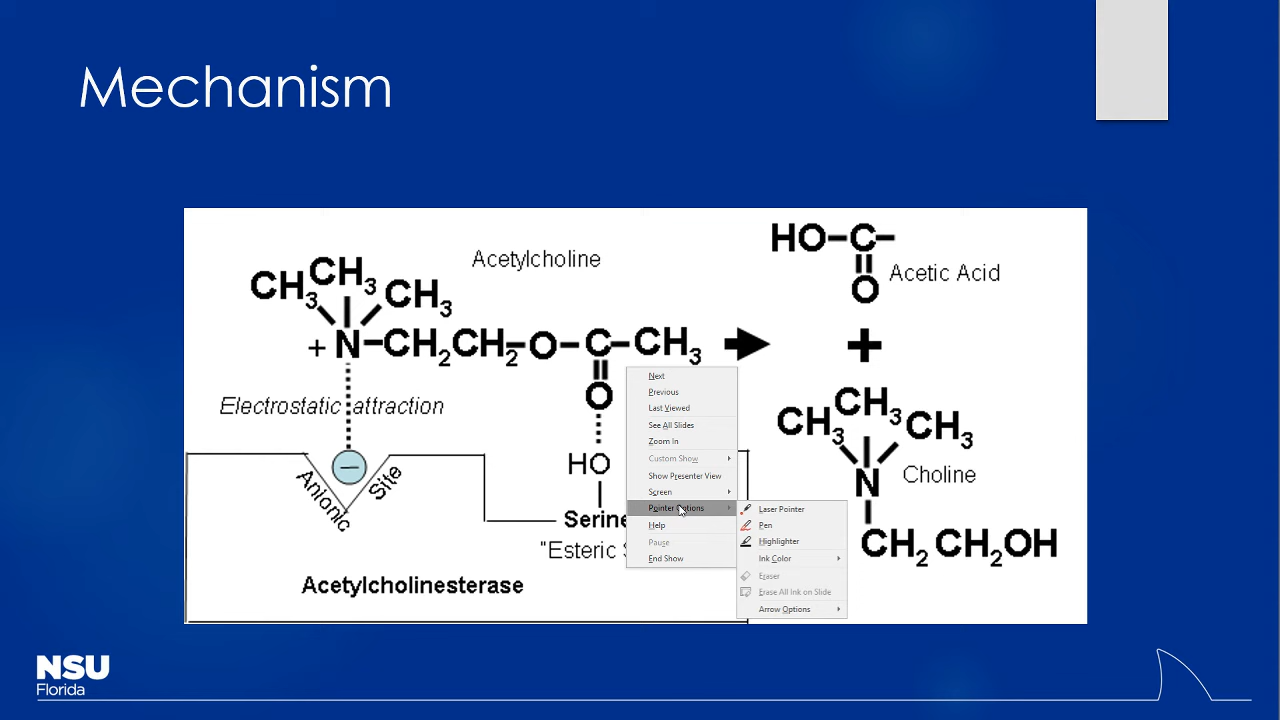 Mechanism
Acetylcholine
CH3 CH3 CH3
+ N–CH2CH2–O–C–CH3
O
Electrostatic attraction
–
Anionic Site
HO
Serine
"Esteric
Acetylcholinesterase
HO–C–
O
Acetic Acid
+
CH3 CH3 CH3
N
Choline
CH2CH2OH
Next
Previous
Last Viewed
See All Slides
Zoom In
Custom Show
Show Presenter View
Screen
Pointer Options
Help
Pause
End Show
Laser Pointer
Pen
Highlighter
Ink Color
Eraser
Erase All Ink on Slide
Arrow Options
NSU
Florida